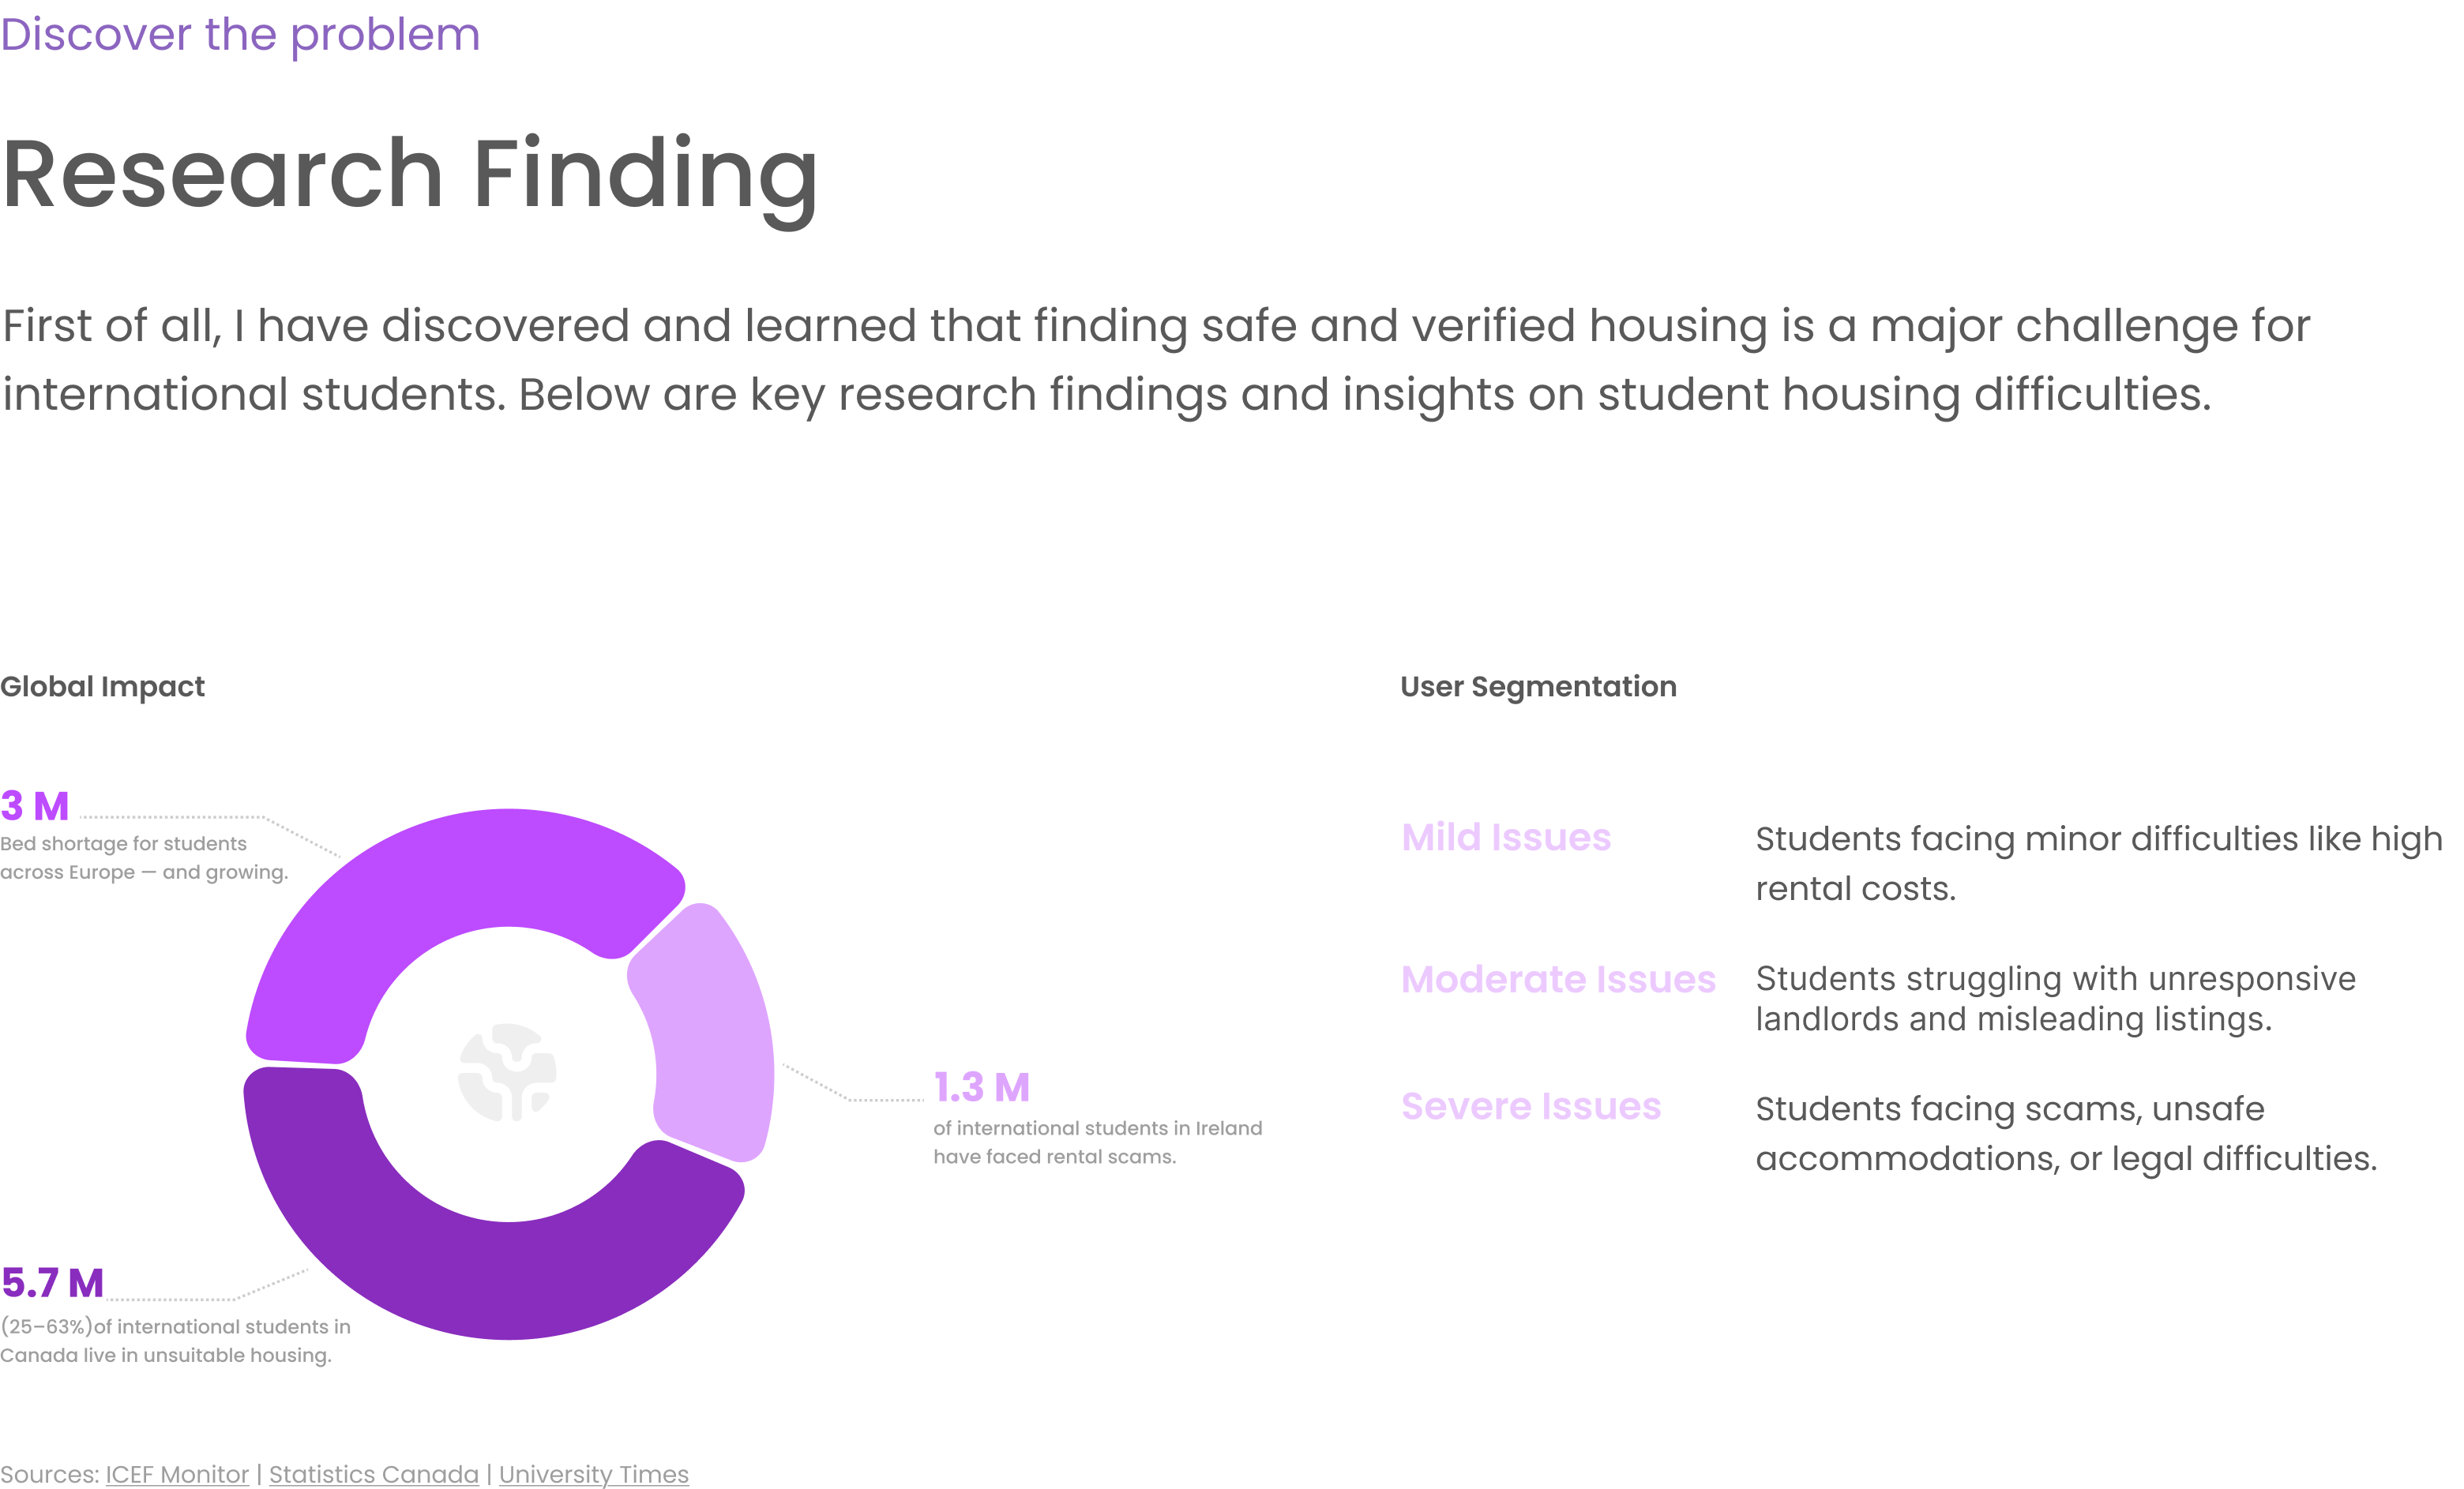 Discover the problem
Research Finding
First of all, I have discovered and learned that finding safe and verified housing is a major challenge for
international students. Below are key research findings and insights on student housing difficulties.
Global Impact
3 M
Bed shortage for students
across Europe — and growing.
1.3 M
of international students in Ireland
have faced rental scams.
5.7 M
(25–63%)of international students in
Canada live in unsuitable housing.
User Segmentation
Mild Issues
Students facing minor difficulties like high
rental costs.
Moderate Issues
Students struggling with unresponsive
landlords and misleading listings.
Severe Issues
Students facing scams, unsafe
accommodations, or legal difficulties.
Sources: ICEF Monitor | Statistics Canada | University Times